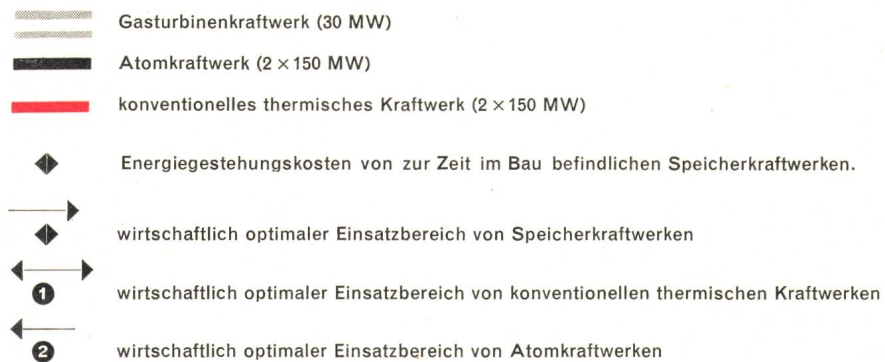 Gasturbinenkraftwerk (30 MW)
Atomkraftwerk (2 × 150 MW)
konventionelles thermisches Kraftwerk (2 × 150 MW)
Energiegestehungskosten von zur Zeit im Bau befindlichen Speicherkraftwerken.
wirtschaftlich optimaler Einsatzbereich von Speicherkraftwerken
1 wirtschaftlich optimaler Einsatzbereich von konventionellen thermischen Kraftwerken
2 wirtschaftlich optimaler Einsatzbereich von Atomkraftwerken